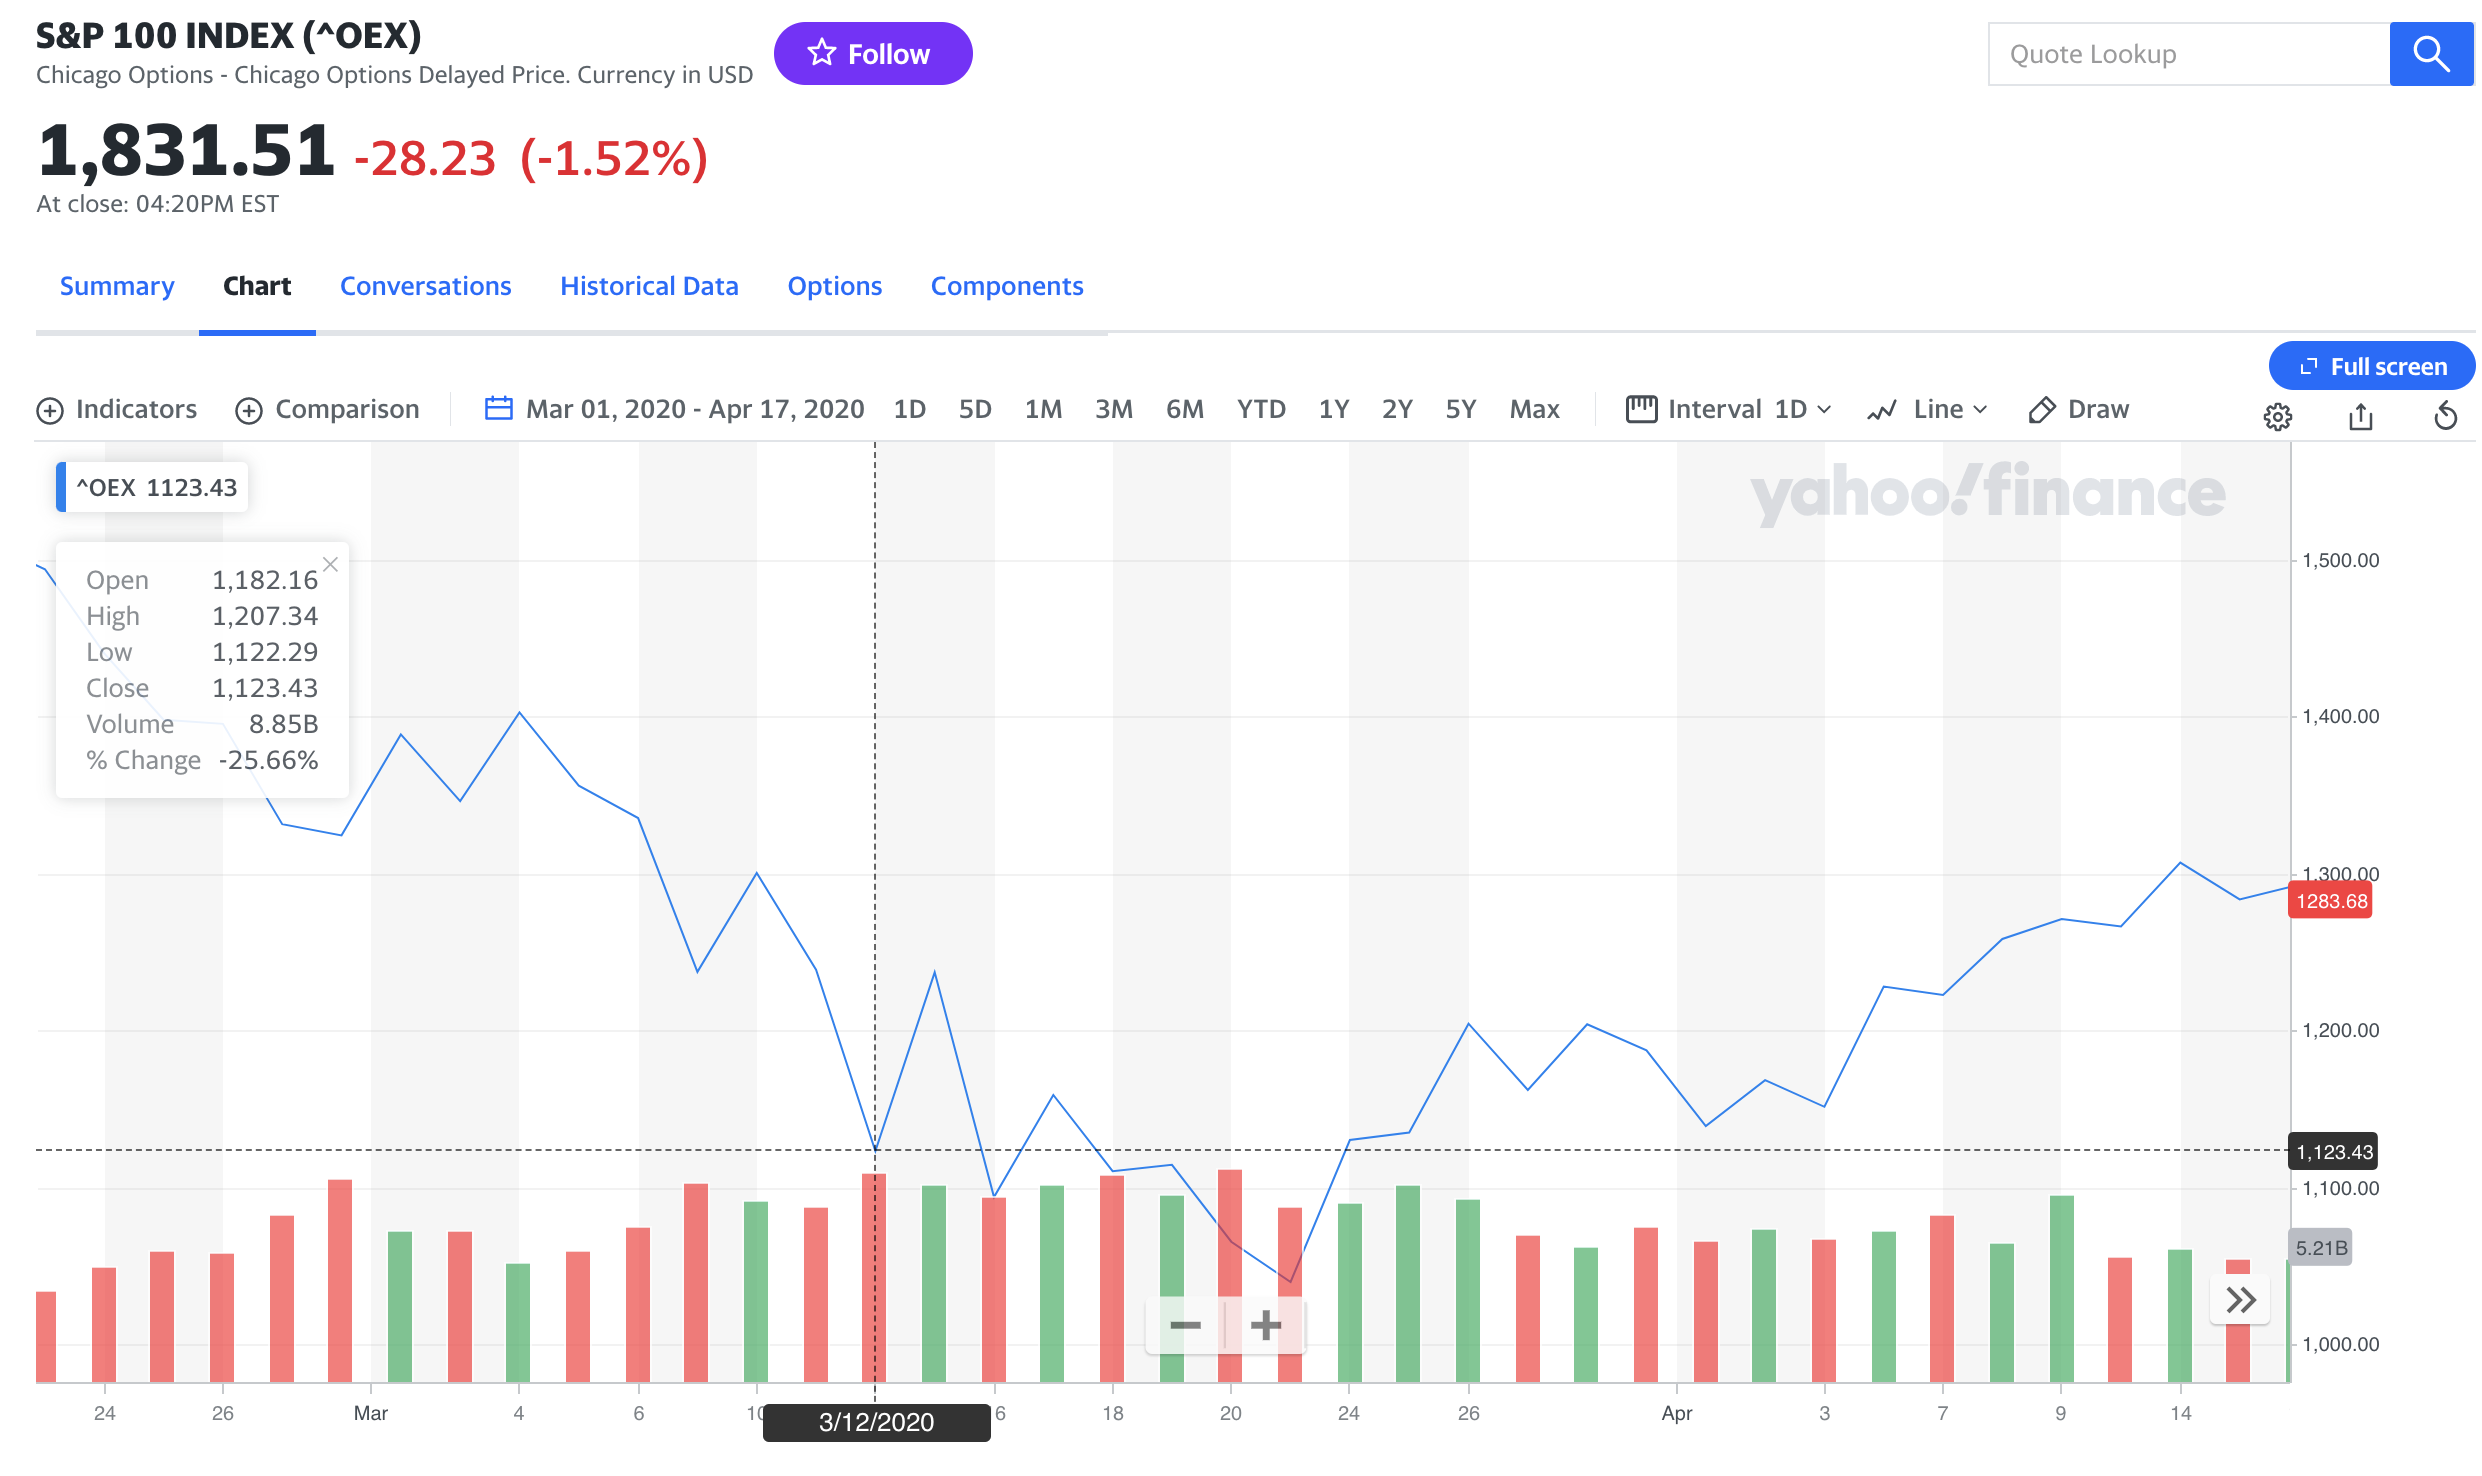 S&P 100 INDEX (^OEX)
Chicago Options - Chicago Options Delayed Price. Currency in USD
Follow
Quote Lookup
1,831.51 -28.23 (-1.52%)
At close: 04:20PM EST
Summary Chart Conversations Historical Data Options Components
Full screen
Indicators Comparison Mar 01, 2020 - Apr 17, 2020 1D 5D 1M 3M 6M YTD 1Y 2Y 5Y Max Interval 1D Line Draw
^OEX 1123.43
yahoo!finance
Open 1,182.16
High 1,207.34
Low 1,122.29
Close 1,123.43
Volume 8.85B
% Change -25.66%
1,500.00
1,400.00
1,300.00
1283.68
1,200.00
1,123.43
1,100.00
5.21B
1,000.00
24 26 Mar 4 6 10 3/12/2020 6 18 20 24 26 Apr 3 7 9 14